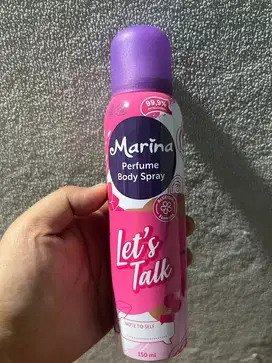 99,9%
Marina
Perfume
Body Spray
Let's
Talk
NOTE TO SELF
150 ml